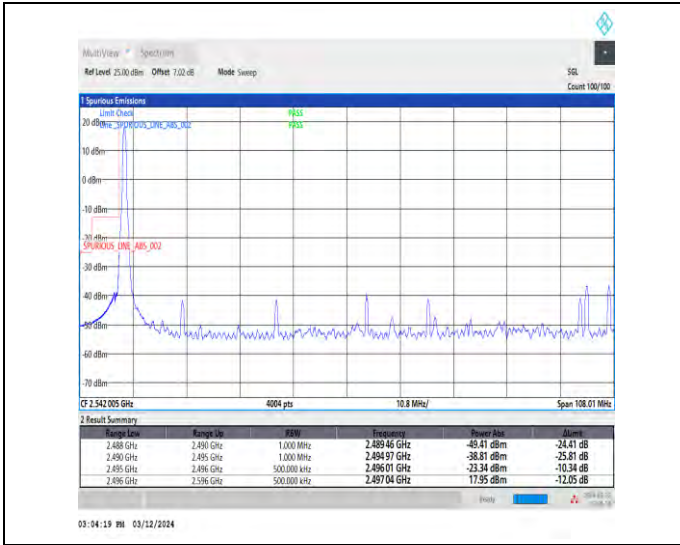 MultiView Spectrum
Ref Level 25.00 dBm Offset 7.02 dB Mode Sweep SGL
Count 100/100
1 Spurious Emissions
Limit Check PASS
20 dBm
Line _SPURIOUS_LINE_ABS_002 PASS
10 dBm
0 dBm
-10 dBm
-20 dBm
_SPURIOUS_LINE_ABS_002
-30 dBm
-40 dBm
-50 dBm
-60 dBm
-70 dBm
CF 2.542 005 GHz 4004 pts 10.8 MHz/ Span 108.01 MHz
2 Result Summary
Range Low Range Up RBW Frequency Power Abs ΔLimit
2.488 GHz 2.490 GHz 1.000 MHz 2.489 46 GHz -49.41 dBm -24.41 dB
2.490 GHz 2.495 GHz 1.000 MHz 2.494 97 GHz -38.81 dBm -25.81 dB
2.495 GHz 2.496 GHz 500.000 kHz 2.496 01 GHz -23.34 dBm -10.34 dB
2.496 GHz 2.596 GHz 500.000 kHz 2.497 04 GHz 17.95 dBm -12.05 dB
03:04:19 PM 03/12/2024